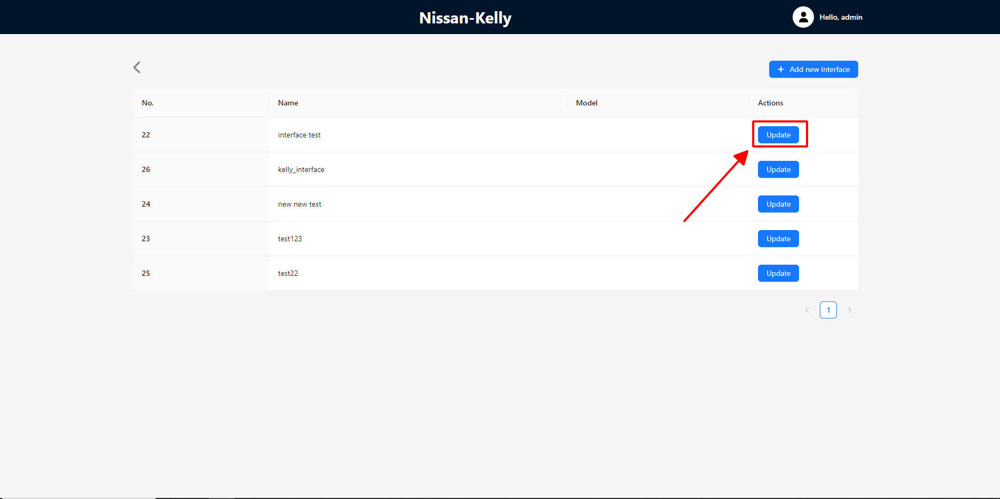 Nissan-Kelly
Hello, admin
+ Add new Interface
No. Name Model Actions
22 interface test Update
26 kelly_interface Update
24 new new test Update
23 test123 Update
25 test22 Update
< 1 >